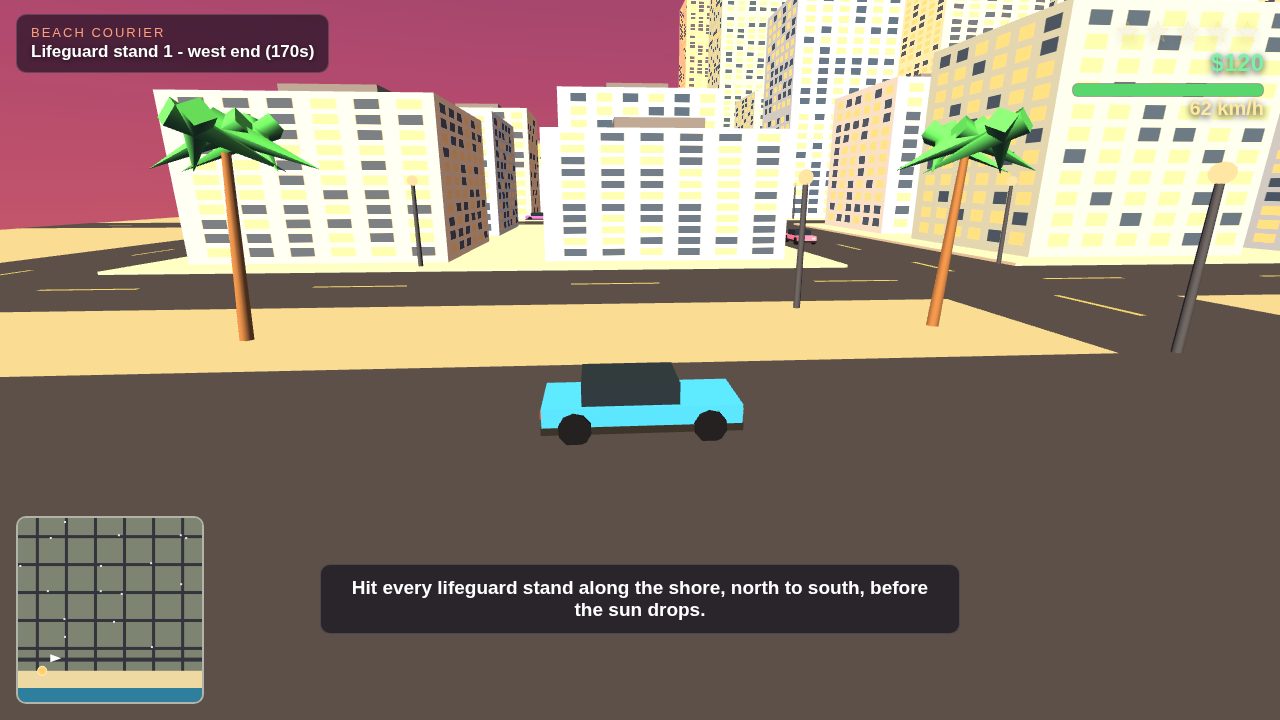 BEACH COURIER
Lifeguard stand 1 - west end (170s)
$120
62 km/h
Hit every lifeguard stand along the shore, north to south, before
the sun drops.